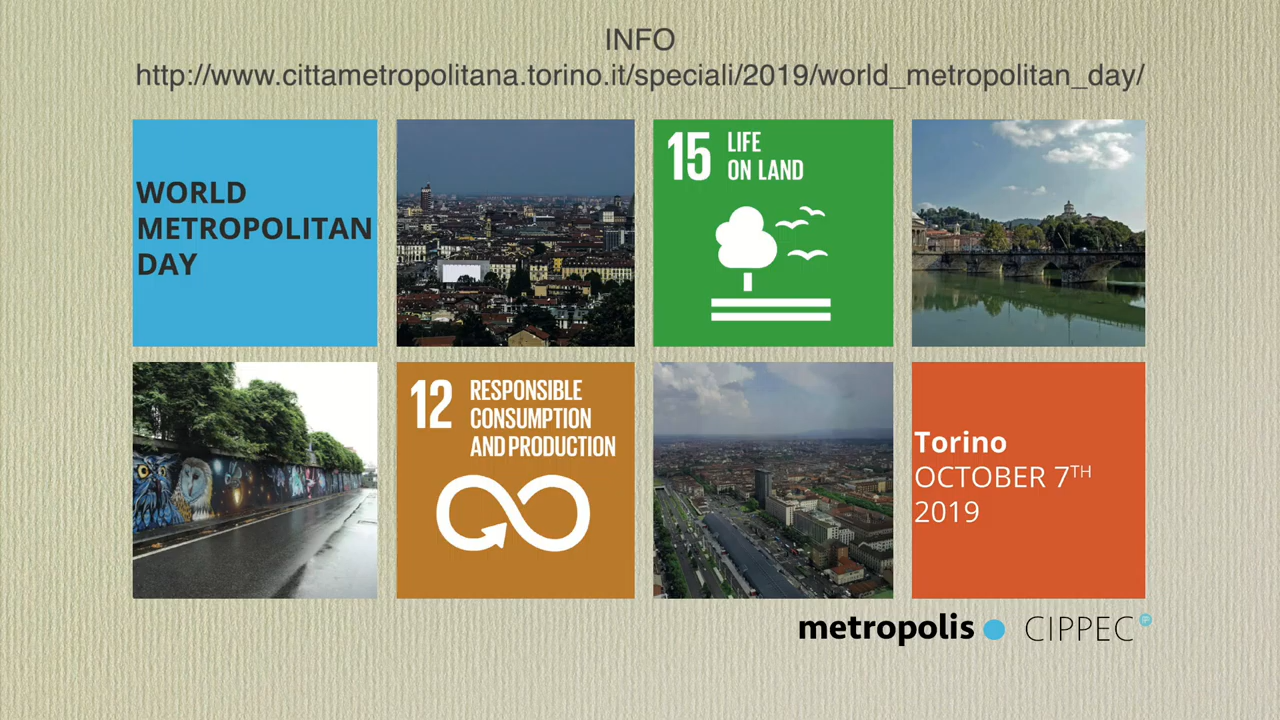 INFO
http://www.cittametropolitana.torino.it/speciali/2019/world_metropolitan_day/
WORLD
METROPOLITAN
DAY
15 LIFE
ON LAND
12 RESPONSIBLE
CONSUMPTION
AND PRODUCTION
Torino
OCTOBER 7TH
2019
metropolis CIPPEC